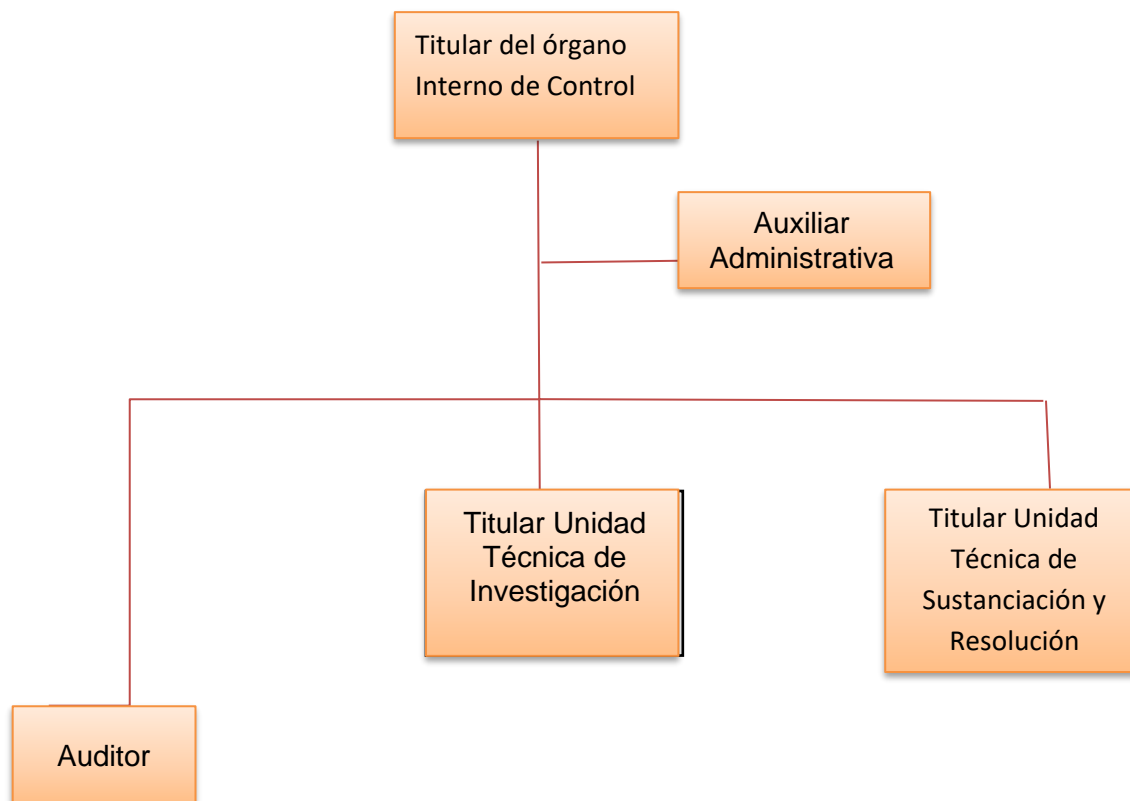 Titular del órgano
Interno de Control
Auxiliar
Administrativa
Titular Unidad
Técnica de
Investigación
Titular Unidad
Técnica de
Sustanciación y
Resolución
Auditor